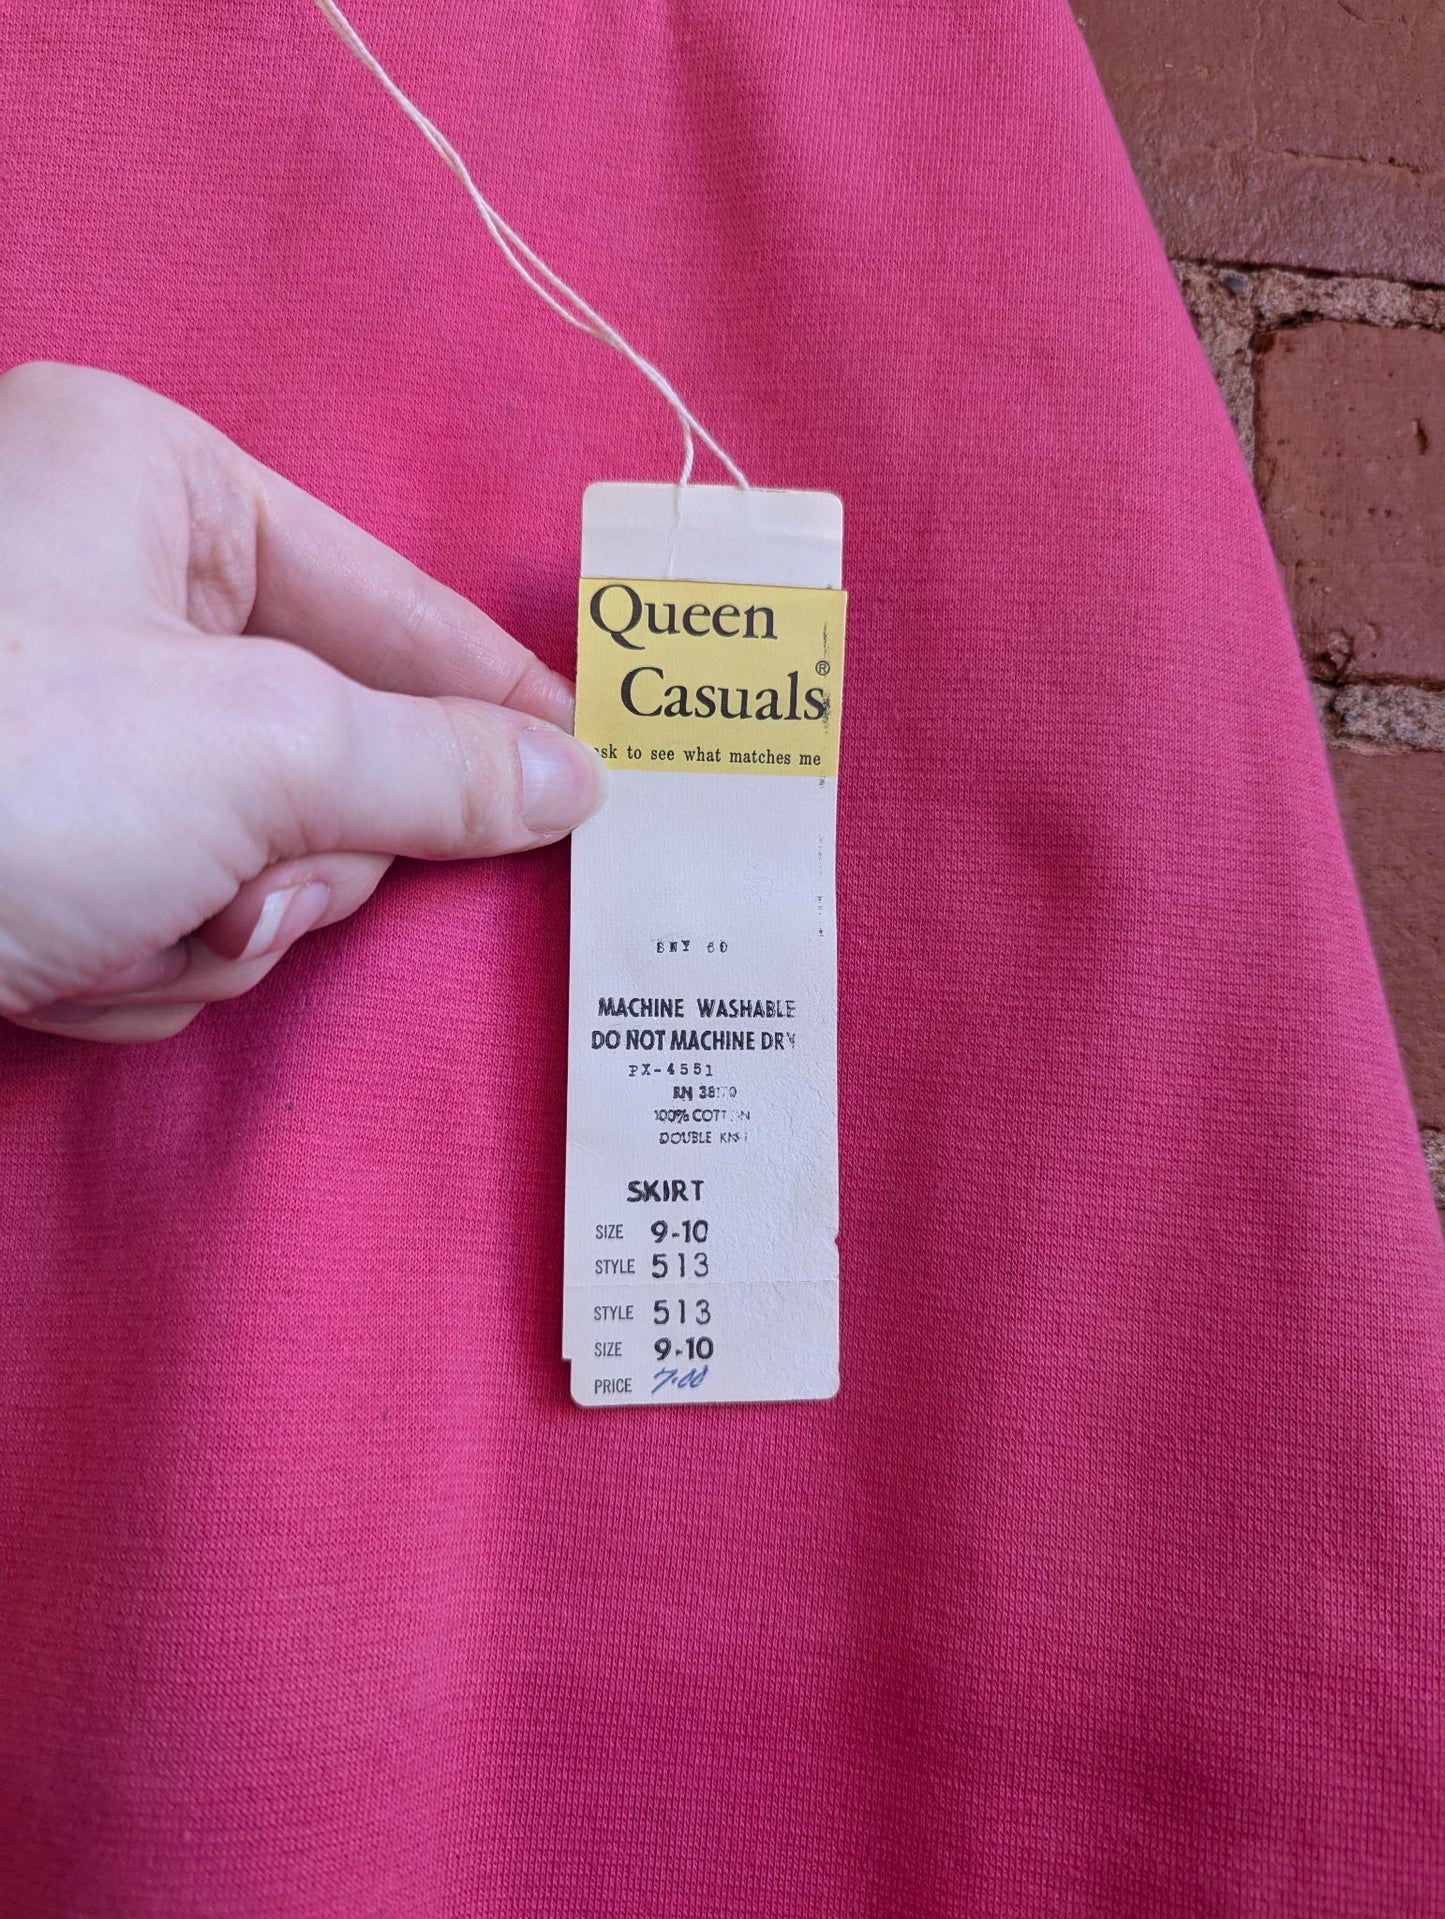 Queen
Casuals®
to see what matches me
MACHINE WASHABLE
DO NOT MACHINE DRY
PX-4551
RN
100% COTTON
DOUBLE KNIT
SKIRT
SIZE 9-10
STYLE 513
STYLE 513
SIZE 9-10
PRICE 7.00